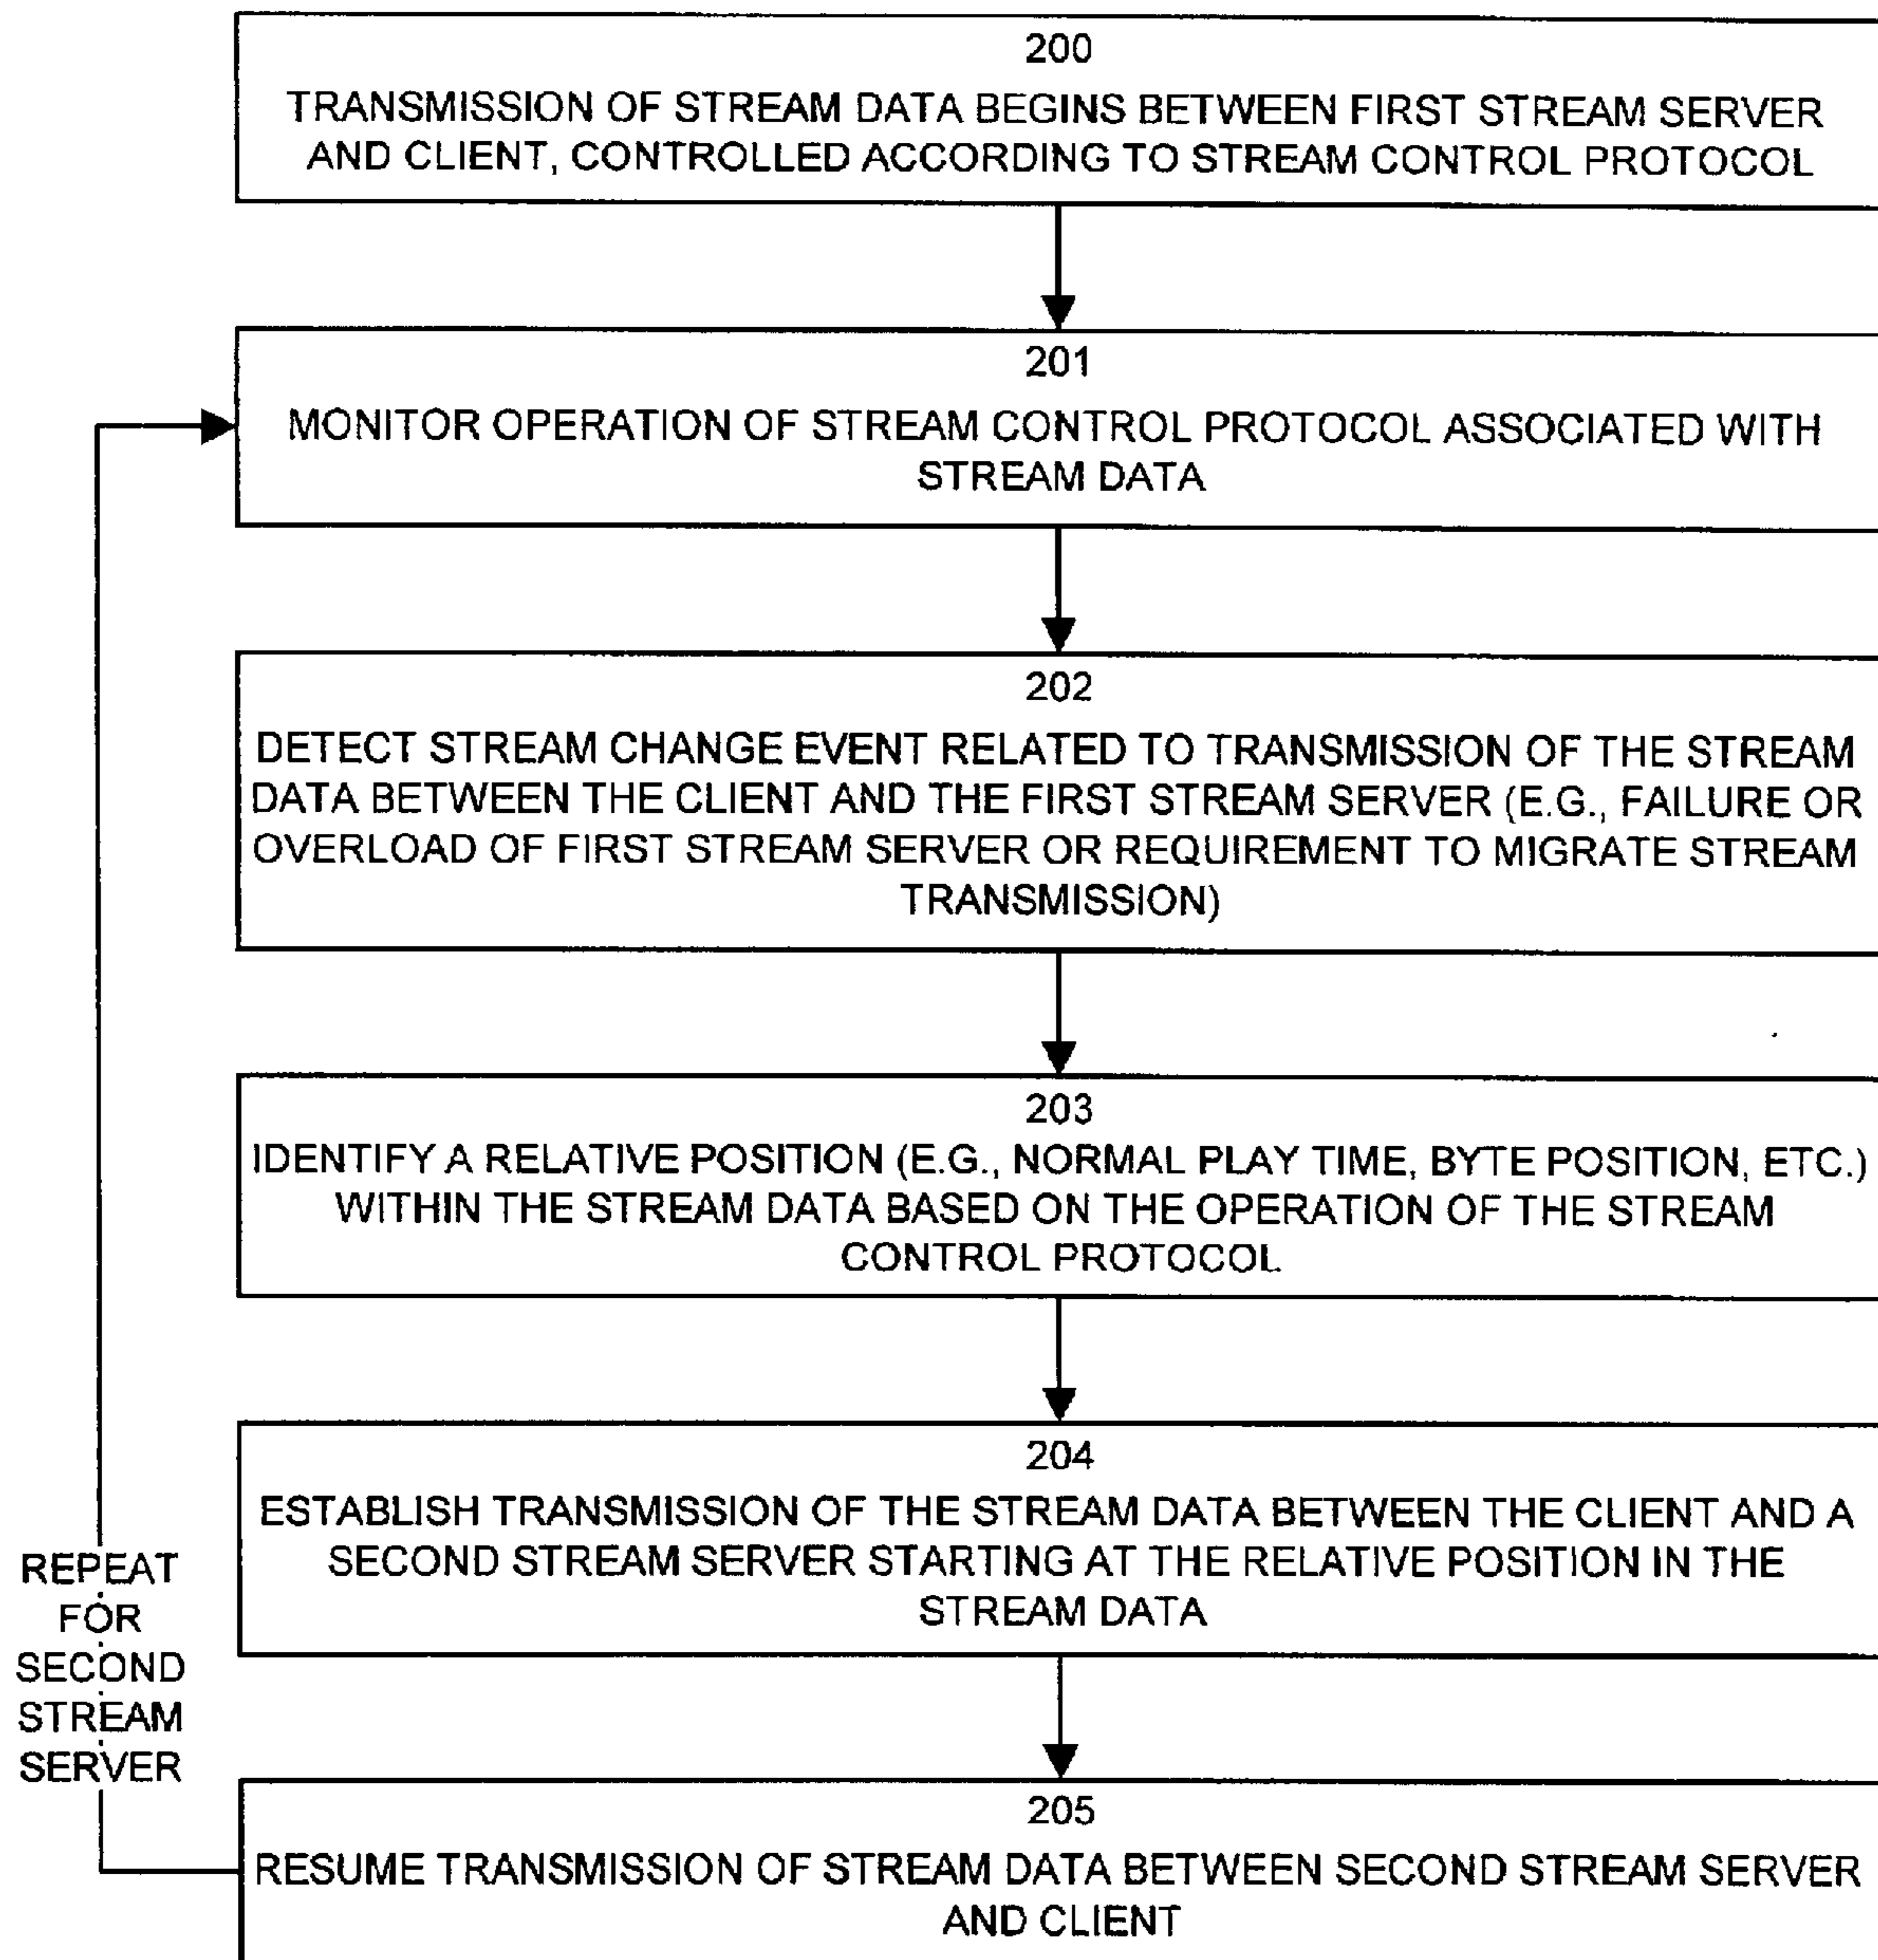 200
TRANSMISSION OF STREAM DATA BEGINS BETWEEN FIRST STREAM SERVER
AND CLIENT, CONTROLLED ACCORDING TO STREAM CONTROL PROTOCOL
201
MONITOR OPERATION OF STREAM CONTROL PROTOCOL ASSOCIATED WITH
STREAM DATA
202
DETECT STREAM CHANGE EVENT RELATED TO TRANSMISSION OF THE STREAM
DATA BETWEEN THE CLIENT AND THE FIRST STREAM SERVER (E.G., FAILURE OR
OVERLOAD OF FIRST STREAM SERVER OR REQUIREMENT TO MIGRATE STREAM
TRANSMISSION)
203
IDENTIFY A RELATIVE POSITION (E.G., NORMAL PLAY TIME, BYTE POSITION, ETC.)
WITHIN THE STREAM DATA BASED ON THE OPERATION OF THE STREAM
CONTROL PROTOCOL
204
ESTABLISH TRANSMISSION OF THE STREAM DATA BETWEEN THE CLIENT AND A
SECOND STREAM SERVER STARTING AT THE RELATIVE POSITION IN THE
STREAM DATA
REPEAT
FOR
SECOND
STREAM
SERVER
205
RESUME TRANSMISSION OF STREAM DATA BETWEEN SECOND STREAM SERVER
AND CLIENT